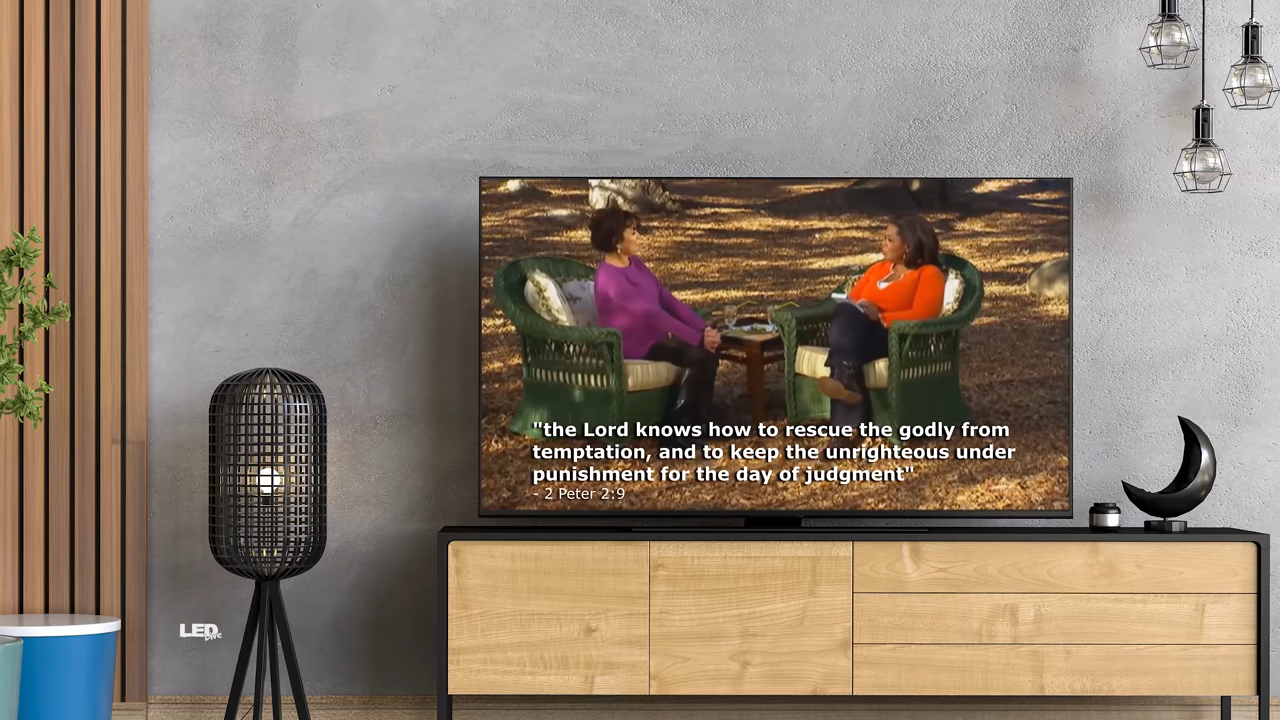 "the Lord knows how to rescue the godly from
temptation, and to keep the unrighteous under
punishment for the day of judgment"
- 2 Peter 2:9
LED
Live